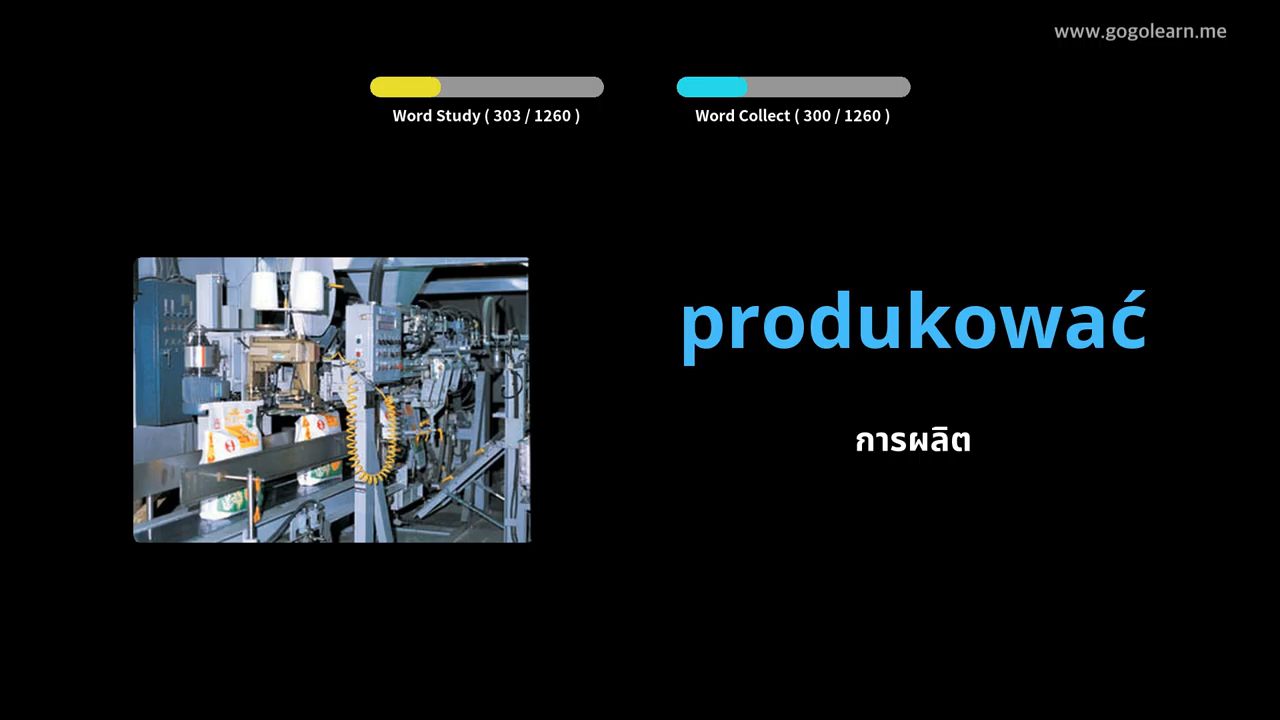 www.gogolearn.me
Word Study ( 303 / 1260 )
Word Collect ( 300 / 1260 )
produkować
การผลิต